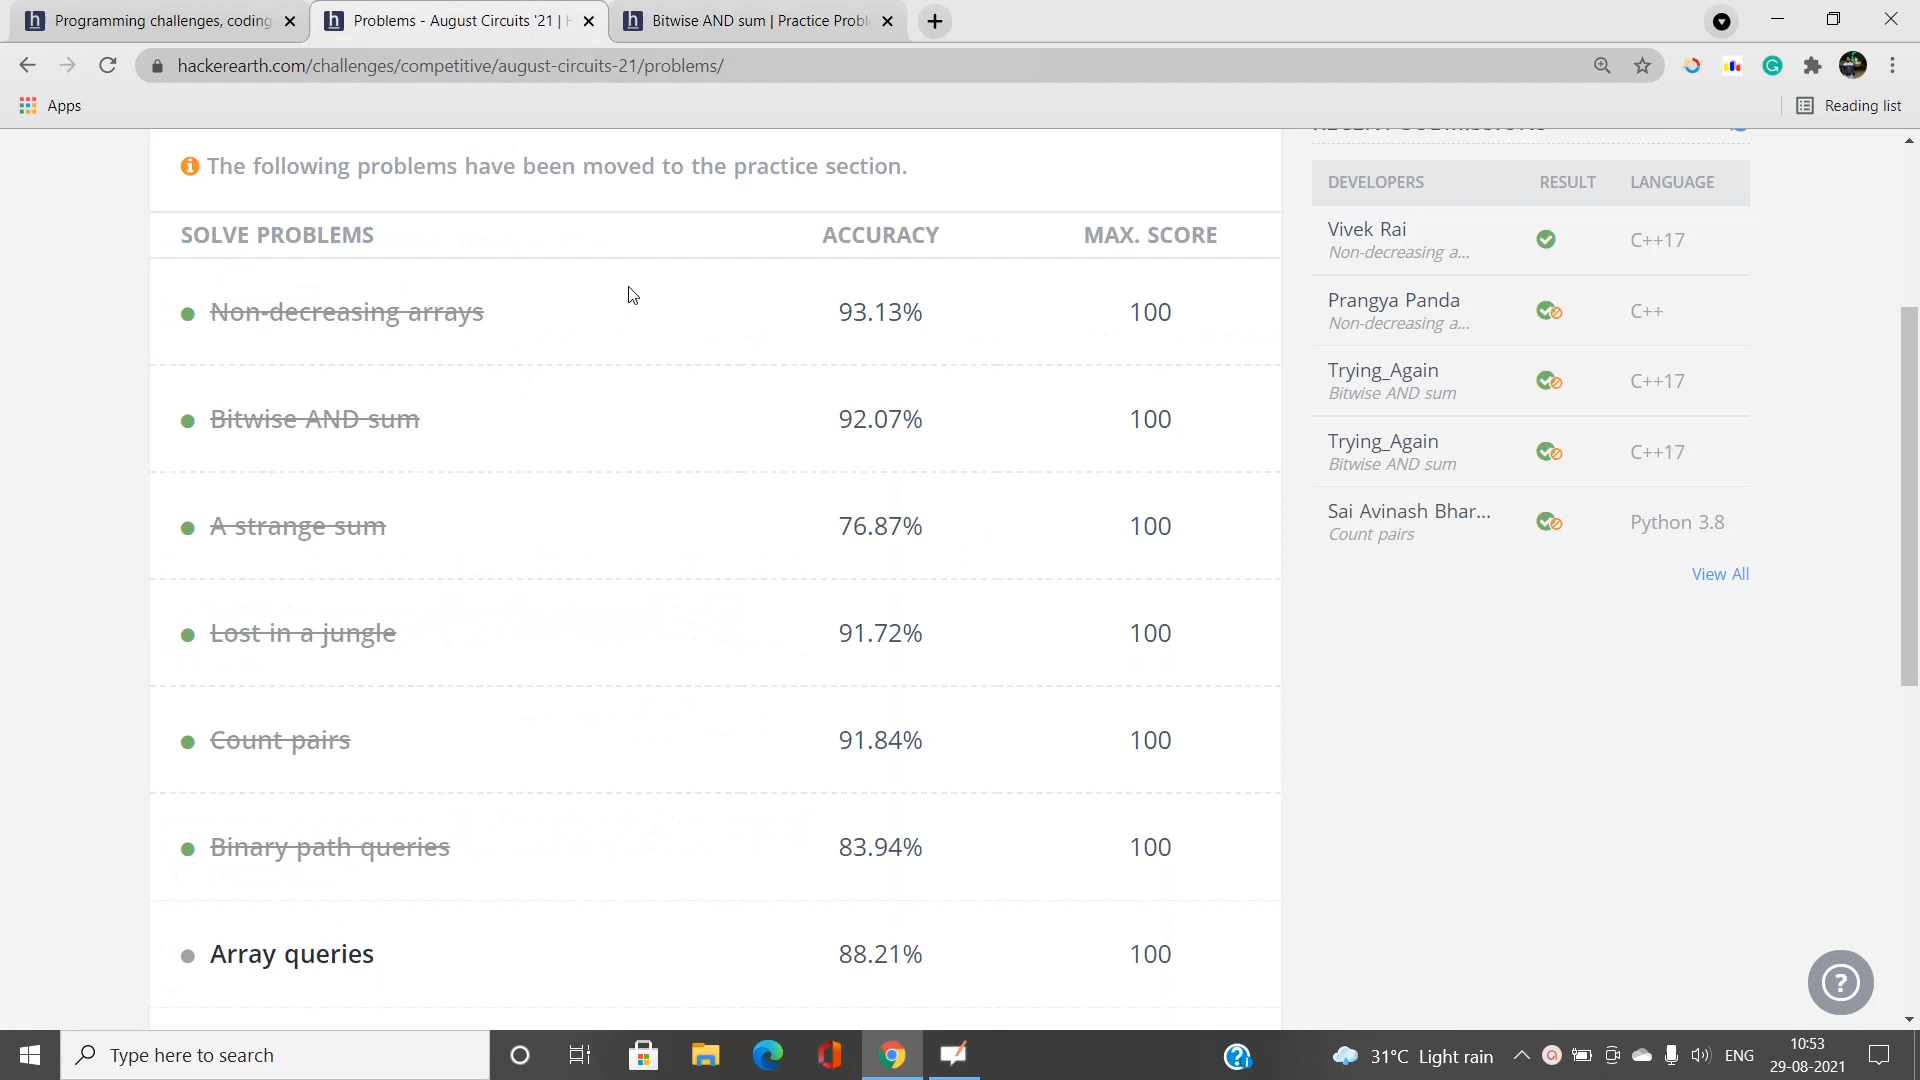 Programming challenges, coding
Problems - August Circuits '21 | H
Bitwise AND sum | Practice Probl
hackerearth.com/challenges/competitive/august-circuits-21/problems/
Apps
Reading list
The following problems have been moved to the practice section.
SOLVE PROBLEMS ACCURACY MAX. SCORE
Non-decreasing arrays 93.13% 100
Bitwise AND sum 92.07% 100
A strange sum 76.87% 100
Lost in a jungle 91.72% 100
Count pairs 91.84% 100
Binary path queries 83.94% 100
Array queries 88.21% 100
RECENT SUBMISSIONS
DEVELOPERS RESULT LANGUAGE
Vivek Rai
Non-decreasing a... C++17
Prangya Panda
Non-decreasing a... C++
Trying_Again
Bitwise AND sum C++17
Trying_Again
Bitwise AND sum C++17
Sai Avinash Bhar...
Count pairs Python 3.8
View All
Type here to search
31°C Light rain
ENG
10:53
29-08-2021